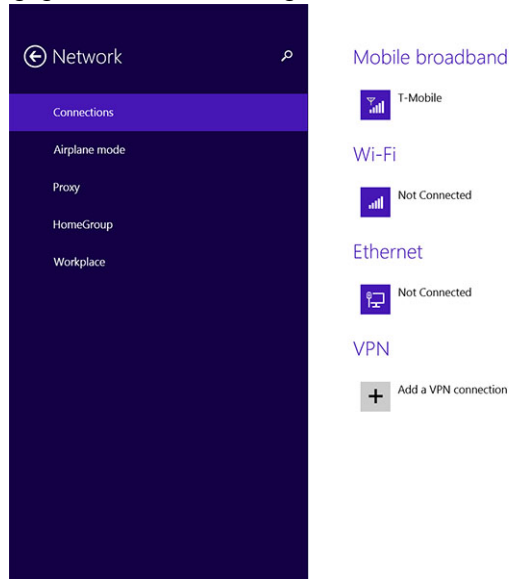 Network
Connections
Airplane mode
Proxy
HomeGroup
Workplace
Mobile broadband
T-Mobile
Wi-Fi
Not Connected
Ethernet
Not Connected
VPN
Add a VPN connection